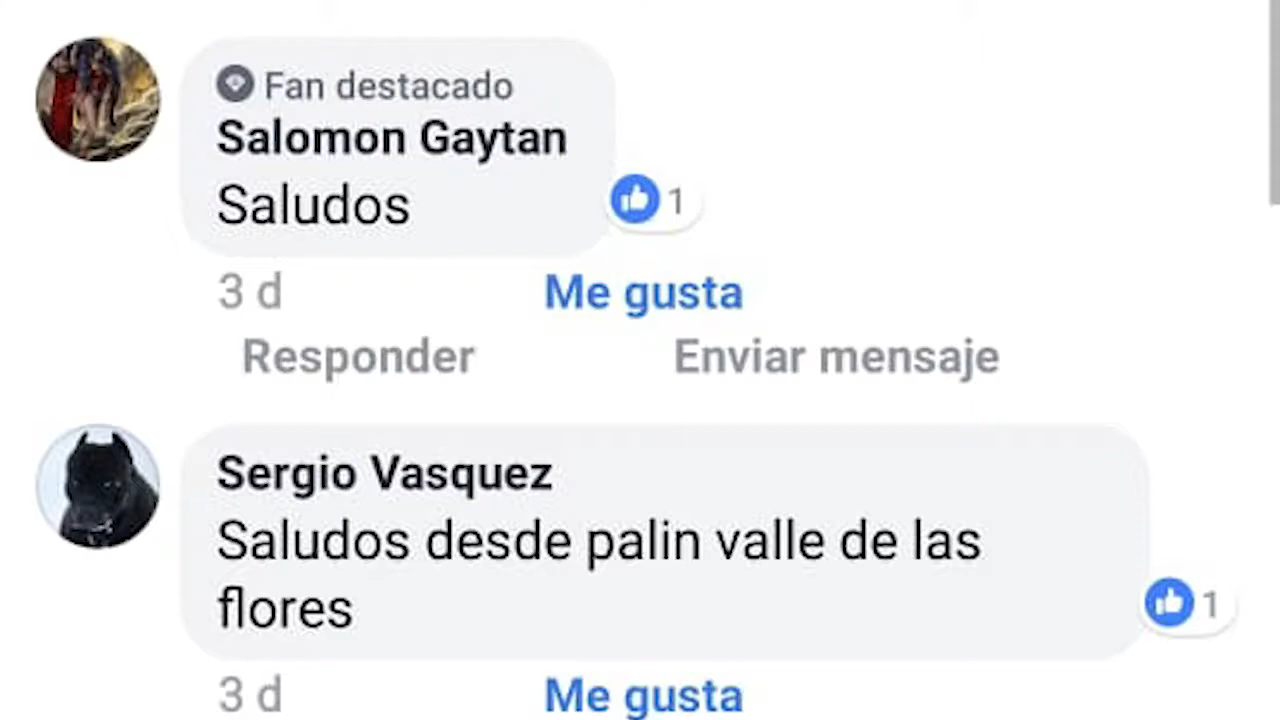 Fan destacado
Salomon Gaytan
Saludos
1
3 d Me gusta
Responder Enviar mensaje
Sergio Vasquez
Saludos desde palin valle de las
flores
1
3 d Me gusta